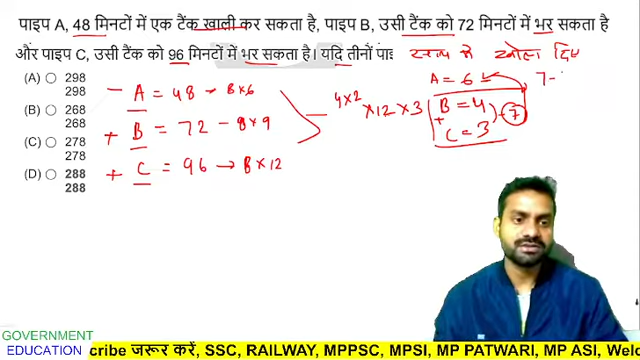 पाइप A, 48 मिनटों में एक टैंक खाली कर सकता है, पाइप B, उसी टैंक को 72 मिनटों में भर सकता है
और पाइप C, उसी टैंक को 96 मिनटों में भर सकता है। यदि तीनों पाइ खोला दिए
(A) 298
298
(B) 268
268
(C) 278
278
(D) 288
288
- A = 48 - 8×6
+ B = 72 - 8×9
+ C = 96 → 8×12
4×2 ×12 ×3
A = 6
B = 4
+
C = 3
7
7-
GOVERNMENT
EDUCATION
cribe जरूर करें, SSC, RAILWAY, MPPSC, MPSI, MP PATWARI, MP ASI, Welc